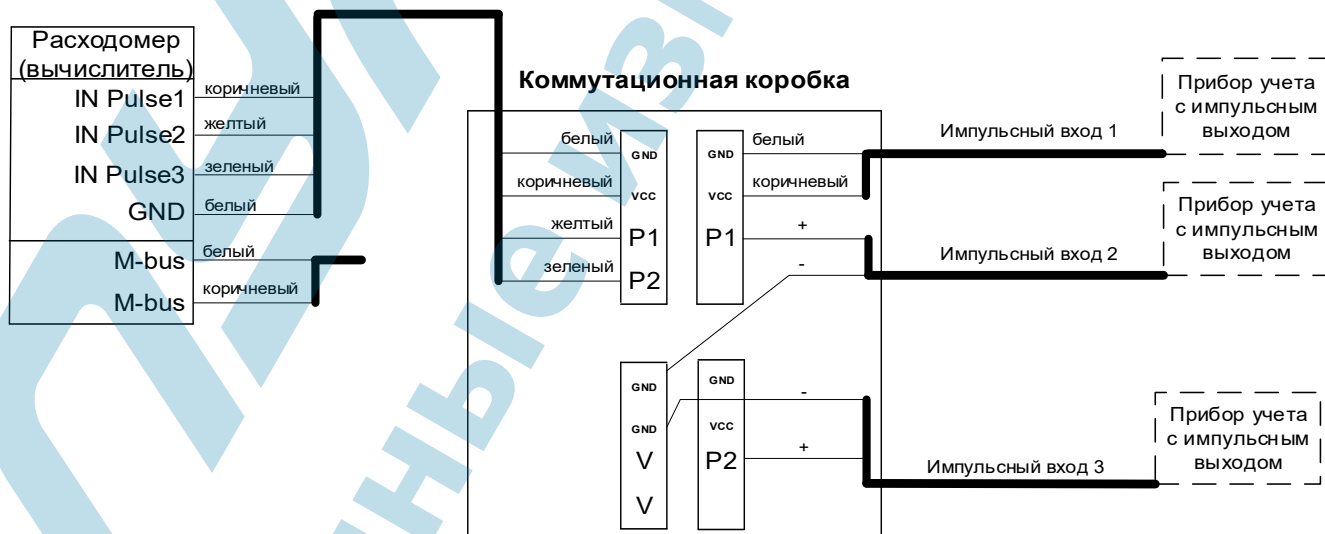 Расходомер
(вычислитель)
IN Pulse1
коричневый
IN Pulse2
желтый
IN Pulse3
зеленый
GND
белый
M-bus
белый
M-bus
коричневый
Коммутационная коробка
белый
GND
коричневый
VCC
желтый
P1
зеленый
P2
GND
белый
VCC
коричневый
P1
+
-
Импульсный вход 1
Прибор учета
с импульсным
выходом
Импульсный вход 2
Прибор учета
с импульсным
выходом
GND
GND
V
V
GND
-
VCC
P2
+
Импульсный вход 3
Прибор учета
с импульсным
выходом
ные из